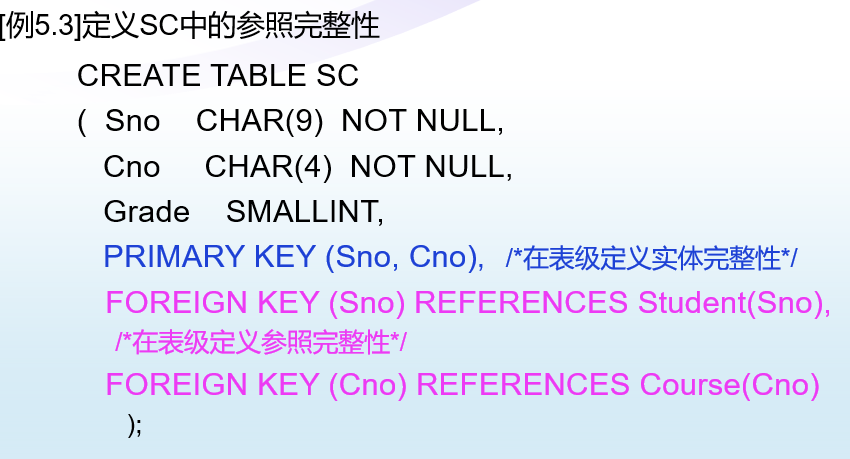 [例5.3]定义SC中的参照完整性
CREATE TABLE SC
( Sno CHAR(9) NOT NULL,
Cno CHAR(4) NOT NULL,
Grade SMALLINT,
PRIMARY KEY (Sno, Cno), /*在表级定义实体完整性*/
FOREIGN KEY (Sno) REFERENCES Student(Sno),
/*在表级定义参照完整性*/
FOREIGN KEY (Cno) REFERENCES Course(Cno)
);